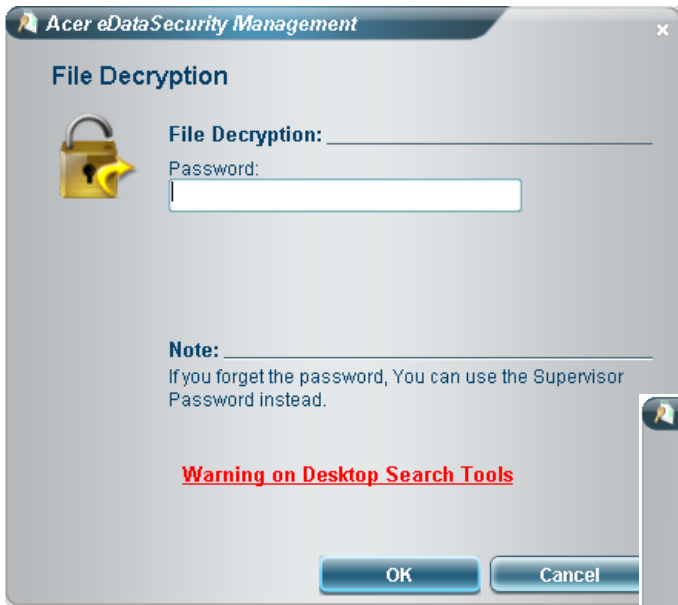 Acer eDataSecurity Management
File Decryption
File Decryption:
Password:
Note:
If you forget the password, You can use the Supervisor
Password instead.
Warning on Desktop Search Tools
OK
Cancel